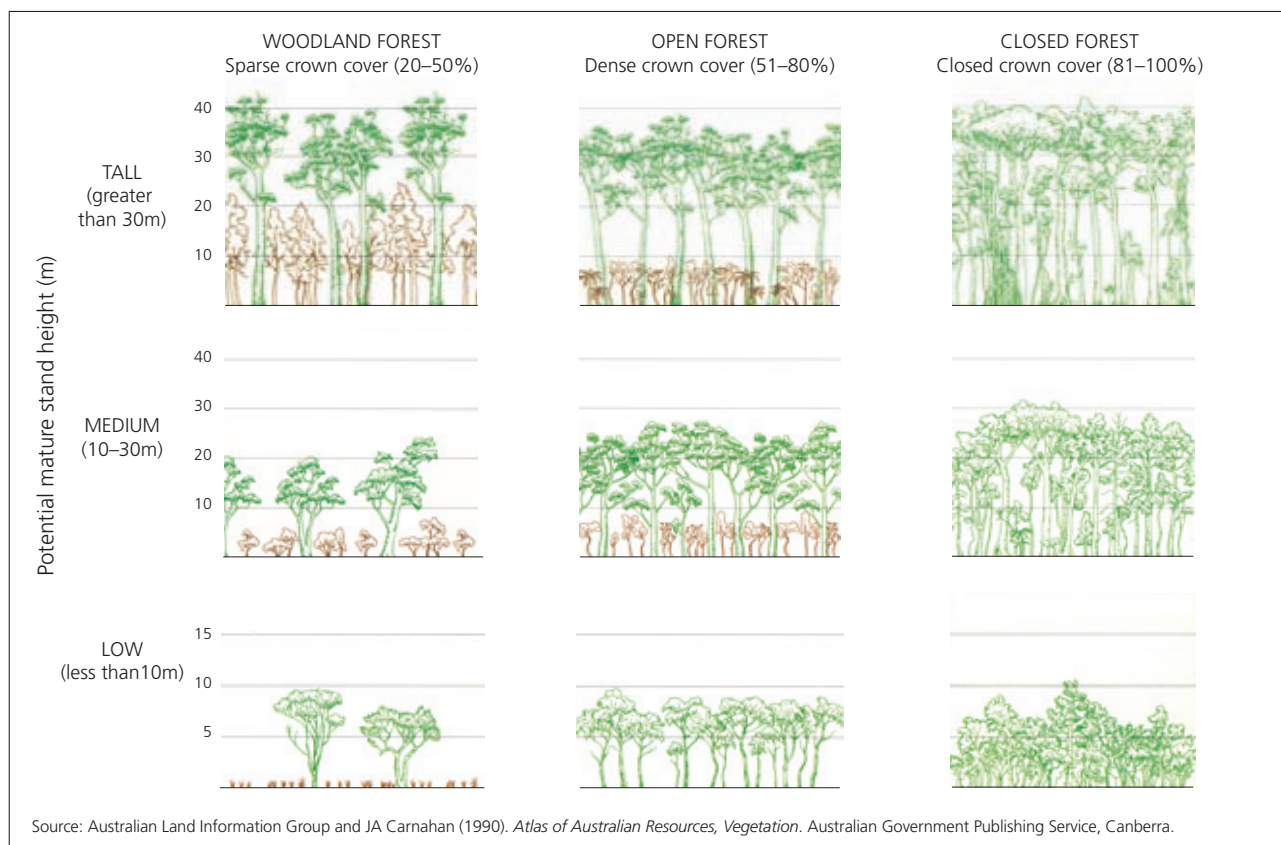 WOODLAND FOREST
Sparse crown cover (20–50%)
OPEN FOREST
Dense crown cover (51–80%)
CLOSED FOREST
Closed crown cover (81–100%)
Potential mature stand height (m)
TALL
(greater
than 30m)
40
30
20
10
MEDIUM
(10–30m)
40
30
20
10
LOW
(less than10m)
15
10
5
Source: Australian Land Information Group and JA Carnahan (1990). Atlas of Australian Resources, Vegetation. Australian Government Publishing Service, Canberra.